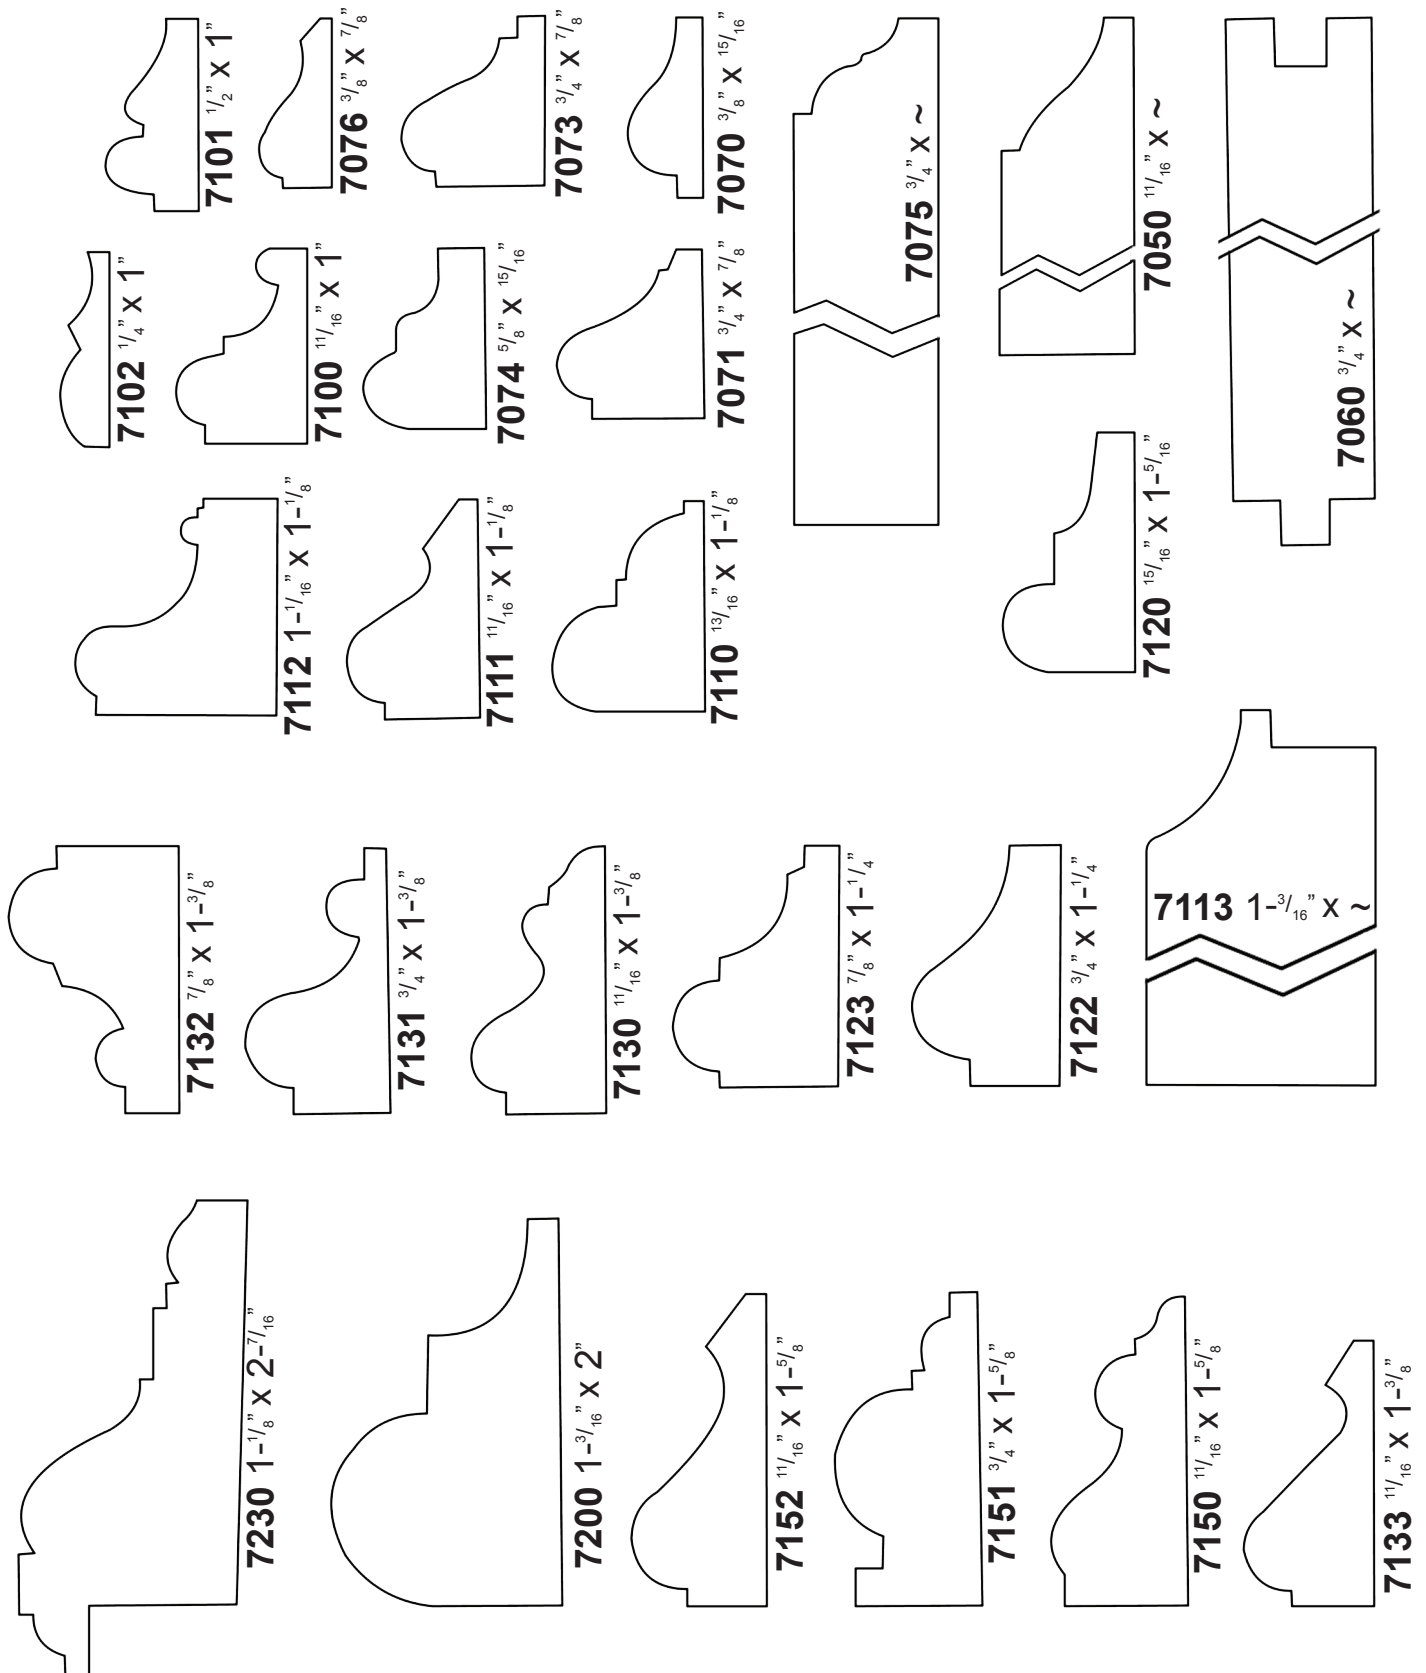 7101 1/2" x 1"
7076 3/8" x 7/8"
7073 3/4" x 7/8"
7070 3/8" x 15/16"
7075 3/4" x ~
7050 11/16" x ~
7060 3/4" x ~
7102 1/4" x 1"
7100 11/16" x 1"
7074 5/8" x 15/16"
7071 3/4" x 7/8"
7112 1-1/16" x 1-1/8"
7111 11/16" x 1-1/8"
7110 13/16" x 1-1/8"
7120 15/16" x 1-5/16"
7132 7/8" x 1-3/8"
7131 3/4" x 1-3/8"
7130 11/16" x 1-3/8"
7123 7/8" x 1-1/4"
7122 3/4" x 1-1/4"
7113 1-3/16" x ~
7230 1-1/8" x 2-7/16"
7200 1-3/16" x 2"
7152 11/16" x 1-5/8"
7151 3/4" x 1-5/8"
7150 11/16" x 1-5/8"
7133 11/16" x 1-3/8"